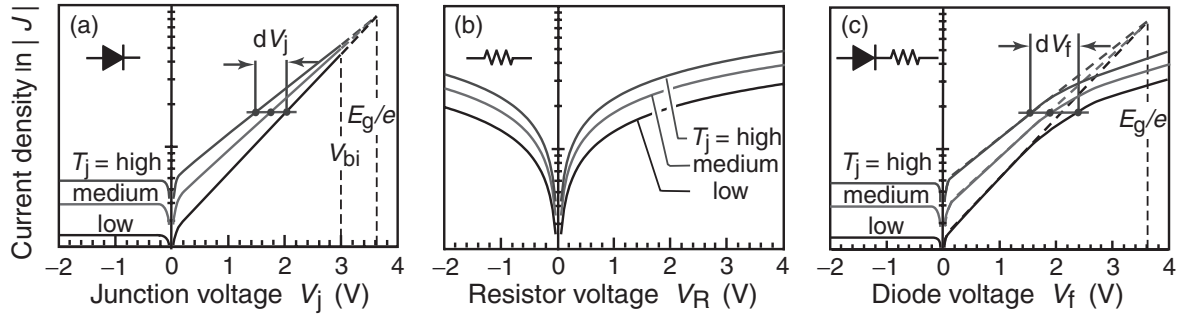 Current density ln | J |
(a)
dVj
Eg/e
Vbi
Tj = high
medium
low
−2 −1 0 1 2 3 4
Junction voltage Vj (V)
(b)
Tj = high
medium
low
−2 −1 0 1 2 3 4
Resistor voltage VR (V)
(c)
dVf
Eg/e
Tj = high
medium
low
−2 −1 0 1 2 3 4
Diode voltage Vf (V)